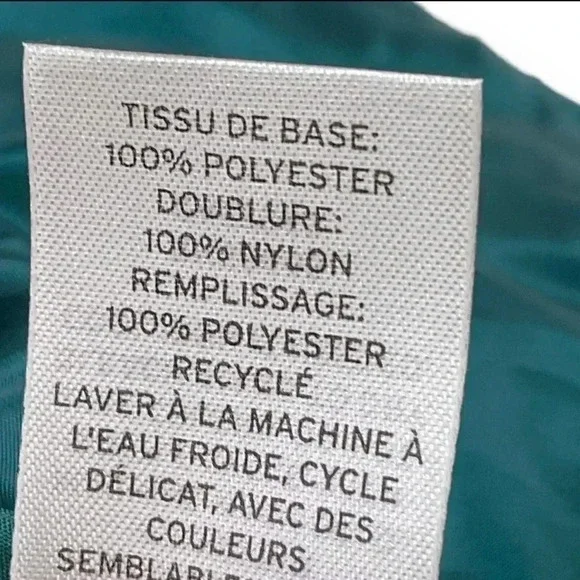 TISSU DE BASE:
100% POLYESTER
DOUBLURE:
100% NYLON
REMPLISSAGE:
100% POLYESTER
RECYCLÉ
LAVER À LA MACHINE À
L'EAU FROIDE, CYCLE
DÉLICAT, AVEC DES
COULEURS